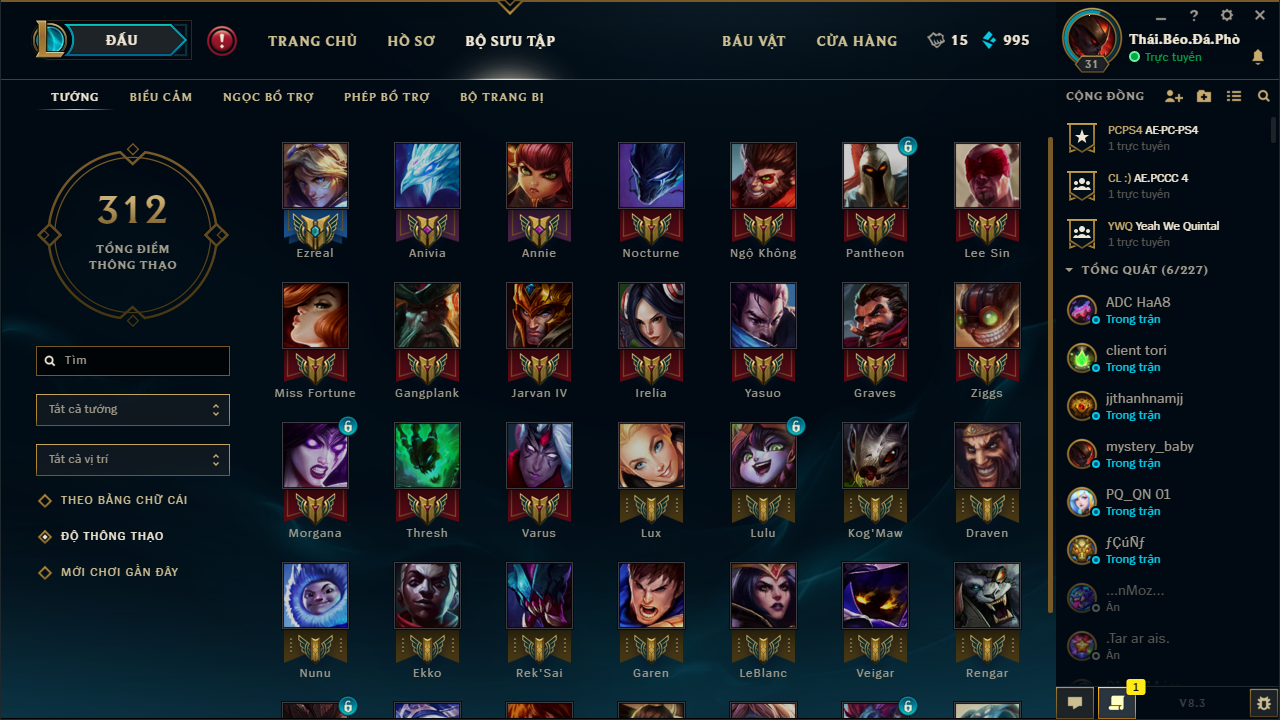 ĐẤU
TRANG CHỦ
HỒ SƠ
BỘ SƯU TẬP
BÁU VẬT
CỬA HÀNG
15
995
31
Thái.Béo.Đá.Phò
Trực tuyến
TƯỚNG
BIỂU CẢM
NGỌC BỔ TRỢ
PHÉP BỔ TRỢ
BỘ TRANG BỊ
312
TỔNG ĐIỂM
THÔNG THẠO
Tìm
Tất cả tướng
Tất cả vị trí
THEO BẢNG CHỮ CÁI
ĐỘ THÔNG THẠO
MỚI CHƠI GẦN ĐÂY
6
Ezreal
Anivia
Annie
Nocturne
Ngộ Không
Pantheon
Lee Sin
Miss Fortune
Gangplank
Jarvan IV
Irelia
Yasuo
Graves
Ziggs
6
6
Morgana
Thresh
Varus
Lux
Lulu
Kog'Maw
Draven
Nunu
Ekko
Rek'Sai
Garen
LeBlanc
Veigar
Rengar
6
6
CỘNG ĐỒNG
PCPS4 AE-PC-PS4
1 trực tuyến
CL :) AE.PCCC 4
1 trực tuyến
YWQ Yeah We Quintal
1 trực tuyến
TỔNG QUÁT (6/227)
ADC HaA8
Trong trận
client tori
Trong trận
jjthanhnamjj
Trong trận
mystery_baby
Trong trận
PQ_QN 01
Trong trận
ƒÇúÑƒ
Trong trận
...nMoz...
Ẩn
.Tar ar ais.
Ẩn
1
V8.3